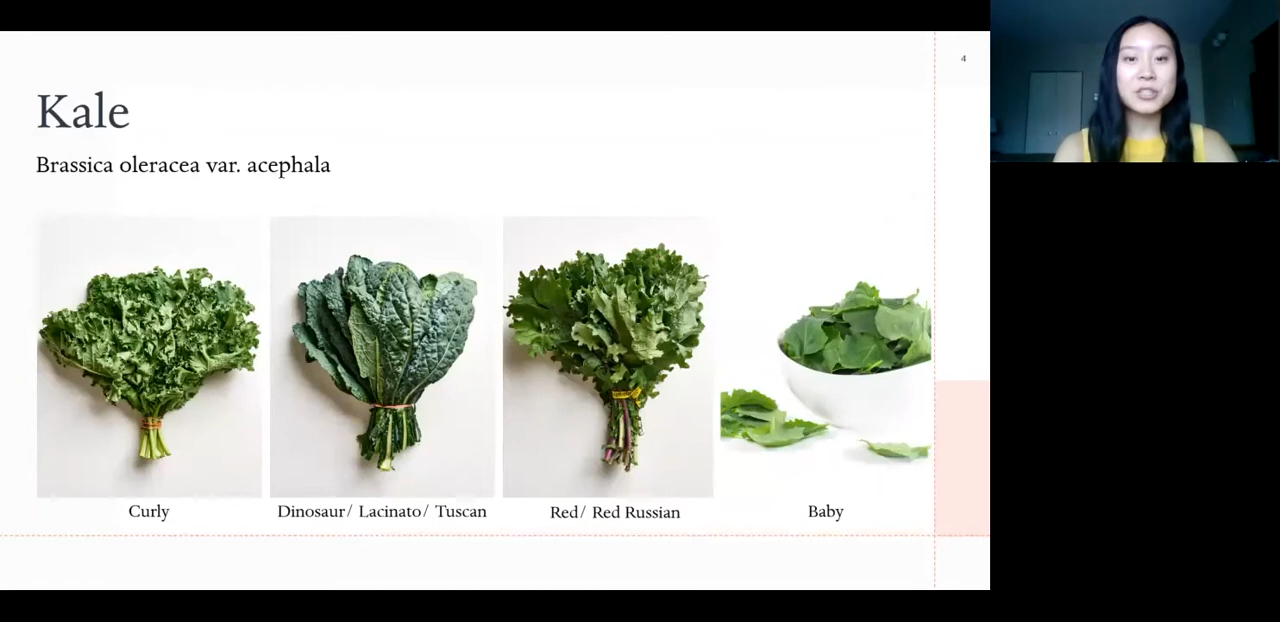 4
Kale
Brassica oleracea var. acephala
Curly
Dinosaur/ Lacinato/ Tuscan
Red/ Red Russian
Baby